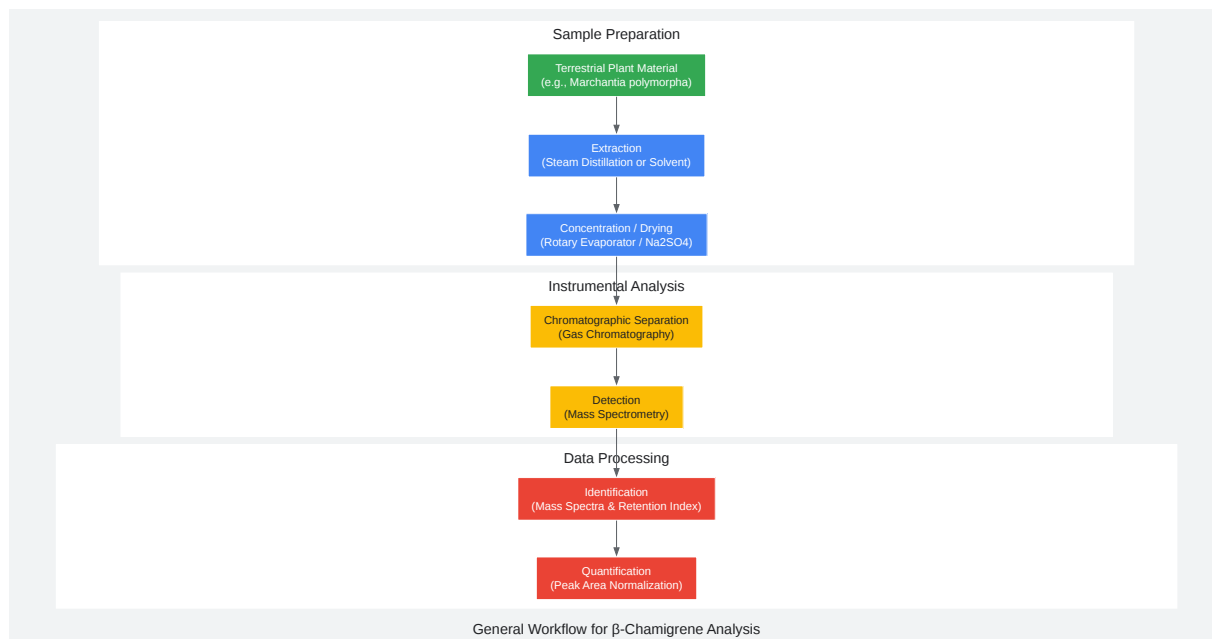 Sample Preparation
Terrestrial Plant Material
(e.g., Marchantia polymorpha)
Extraction
(Steam Distillation or Solvent)
Concentration / Drying
(Rotary Evaporator / Na2SO4)
Instrumental Analysis
Chromatographic Separation
(Gas Chromatography)
Detection
(Mass Spectrometry)
Data Processing
Identification
(Mass Spectra & Retention Index)
Quantification
(Peak Area Normalization)
General Workflow for β-Chamigrene Analysis